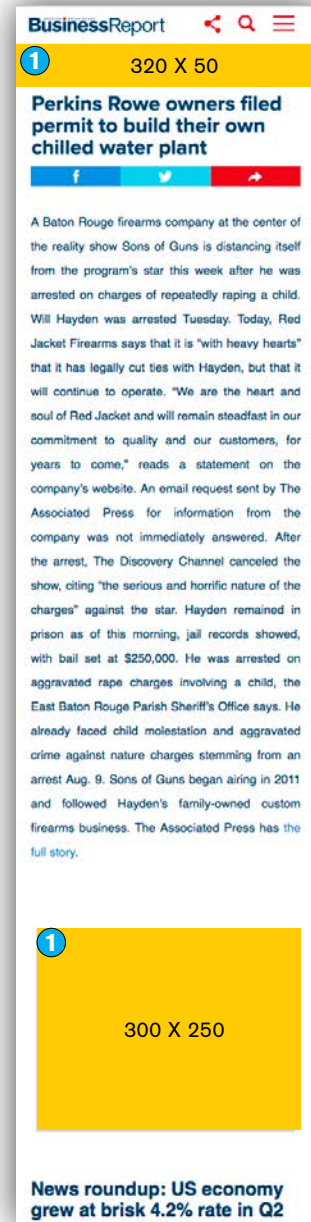 BusinessReport
1
320 X 50
Perkins Rowe owners filed
permit to build their own
chilled water plant
A Baton Rouge firearms company at the center of
the reality show Sons of Guns is distancing itself
from the program's star this week after he was
arrested on charges of repeatedly raping a child.
Will Hayden was arrested Tuesday. Today, Red
Jacket Firearms says that it is "with heavy hearts"
that it has legally cut ties with Hayden, but that it
will continue to operate. "We are the heart and
soul of Red Jacket and will remain steadfast in our
commitment to quality and our customers, for
years to come," reads a statement on the
company's website. An email request sent by The
Associated Press for information from the
company was not immediately answered. After
the arrest, The Discovery Channel canceled the
show, citing "the serious and horrific nature of the
charges" against the star. Hayden remained in
prison as of this morning, jail records showed,
with bail set at $250,000. He was arrested on
aggravated rape charges involving a child, the
East Baton Rouge Parish Sheriff's Office says. He
already faced child molestation and aggravated
crime against nature charges stemming from an
arrest Aug. 9. Sons of Guns began airing in 2011
and followed Hayden's family-owned custom
firearms business. The Associated Press has the
full story.
1
300 X 250
News roundup: US economy
grew at brisk 4.2% rate in Q2